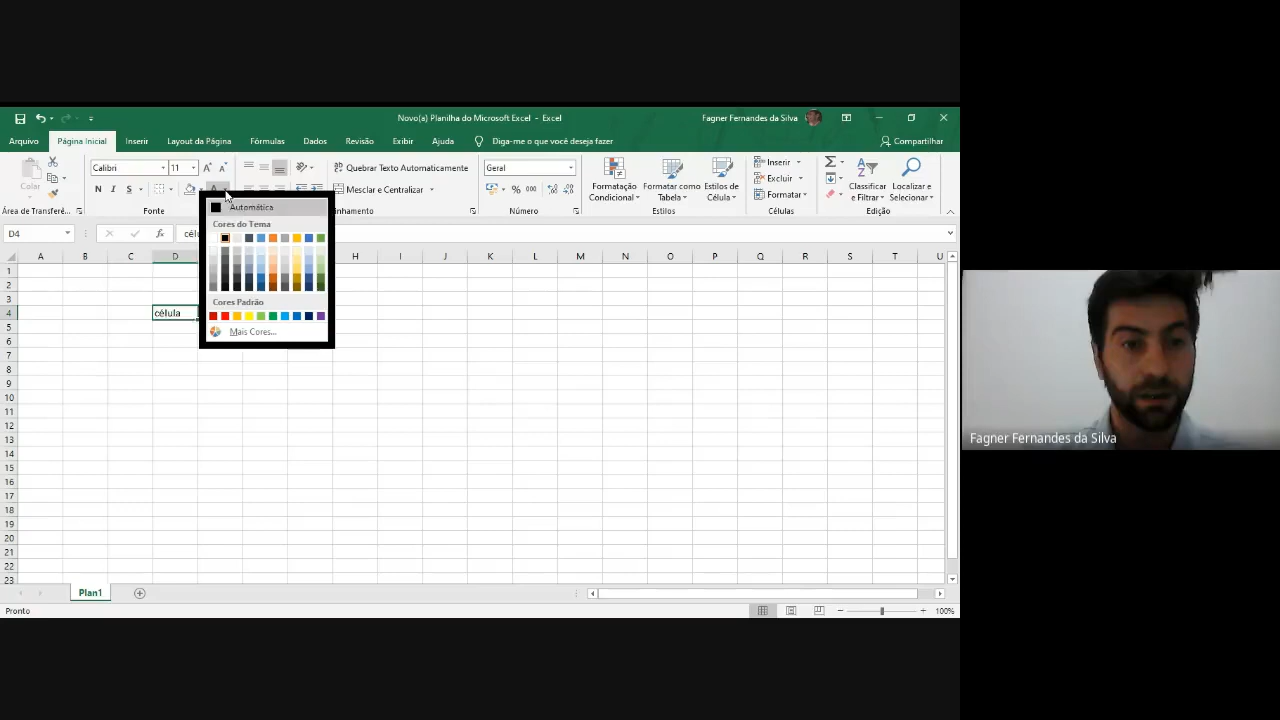 Novo(a) Planilha do Microsoft Excel - Excel
Fagner Fernandes da Silva
Arquivo Página Inicial Inserir Layout da Página Fórmulas Dados Revisão Exibir Ajuda Diga-me o que você deseja fazer Compartilhar
Colar
Calibri 11
Quebrar Texto Automaticamente
Geral
Formatação Condicional
Formatar como Tabela
Estilos de Célula
Inserir
Excluir
Formatar
Classificar e Filtrar
Localizar e Selecionar
N I S A
Mesclar e Centralizar
% 000
Área de Transferê... Fonte nhamento Número Estilos Células Edição
Automática
Cores do Tema
Cores Padrão
Mais Cores...
D4 fx célu
A B C D H I J K L M N O P Q R S T U
1
2
3
4 célula
5
6
7
8
9
10
11
12
13
14
15
16
17
18
19
20
21
22
23
Plan1
Pronto 100%
Fagner Fernandes da Silva